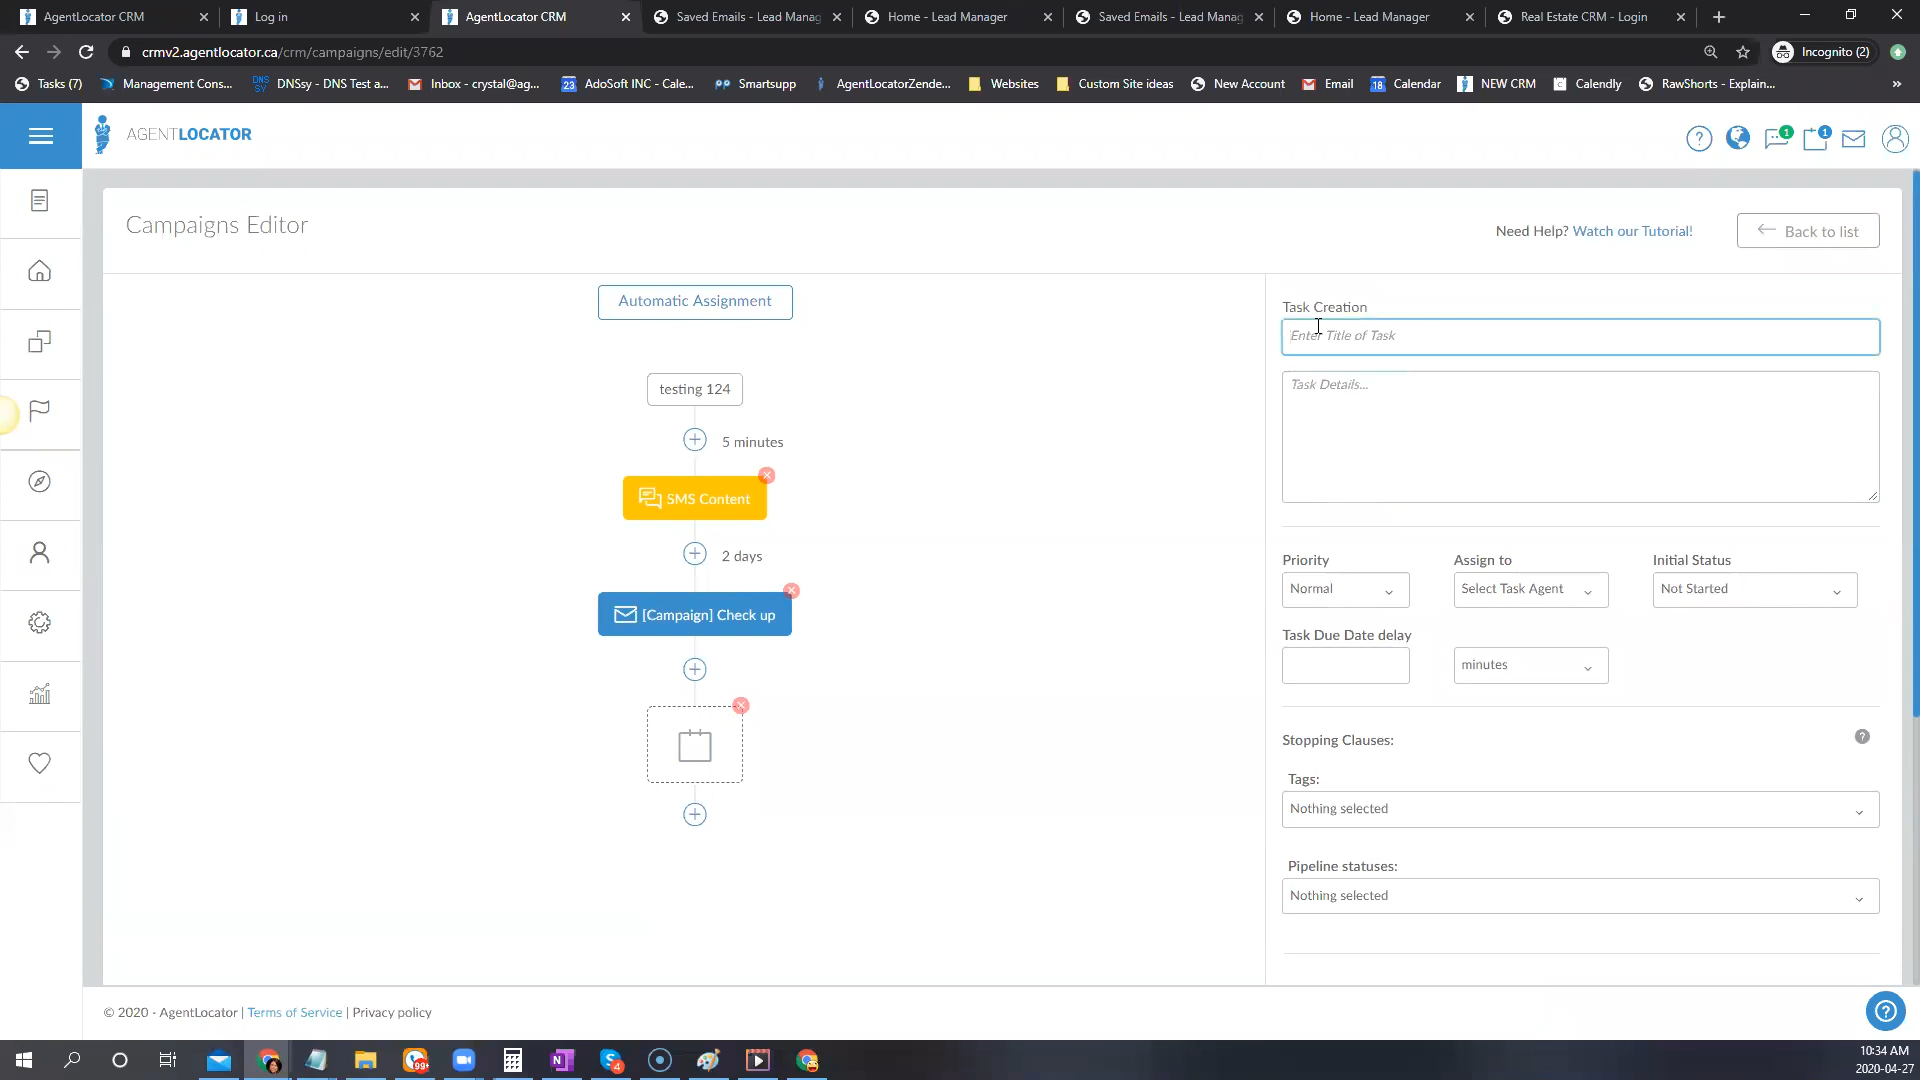 AgentLocator CRM
Log in
AgentLocator CRM
Saved Emails - Lead Manag
Home - Lead Manager
Saved Emails - Lead Manag
Home - Lead Manager
Real Estate CRM - Login
crmv2.agentlocator.ca/crm/campaigns/edit/3762
Incognito (2)
Tasks (7)
Management Cons...
DNSsy - DNS Test a...
Inbox - crystal@ag...
23
AdoSoft INC - Cale...
Smartsupp
AgentLocatorZende...
Websites
Custom Site ideas
New Account
Email
18
Calendar
NEW CRM
Calendly
RawShorts - Explain...
AGENTLOCATOR
1
1
Campaigns Editor
Need Help? Watch our Tutorial!
Back to list
Automatic Assignment
testing 124
5 minutes
SMS Content
2 days
[Campaign] Check up
Task Creation
Enter Title of Task
Task Details...
Priority
Assign to
Initial Status
Normal
Select Task Agent
Not Started
Task Due Date delay
minutes
Stopping Clauses:
Tags:
Nothing selected
Pipeline statuses:
Nothing selected
© 2020 - AgentLocator | Terms of Service | Privacy policy
99+
4
10:34 AM
2020-04-27